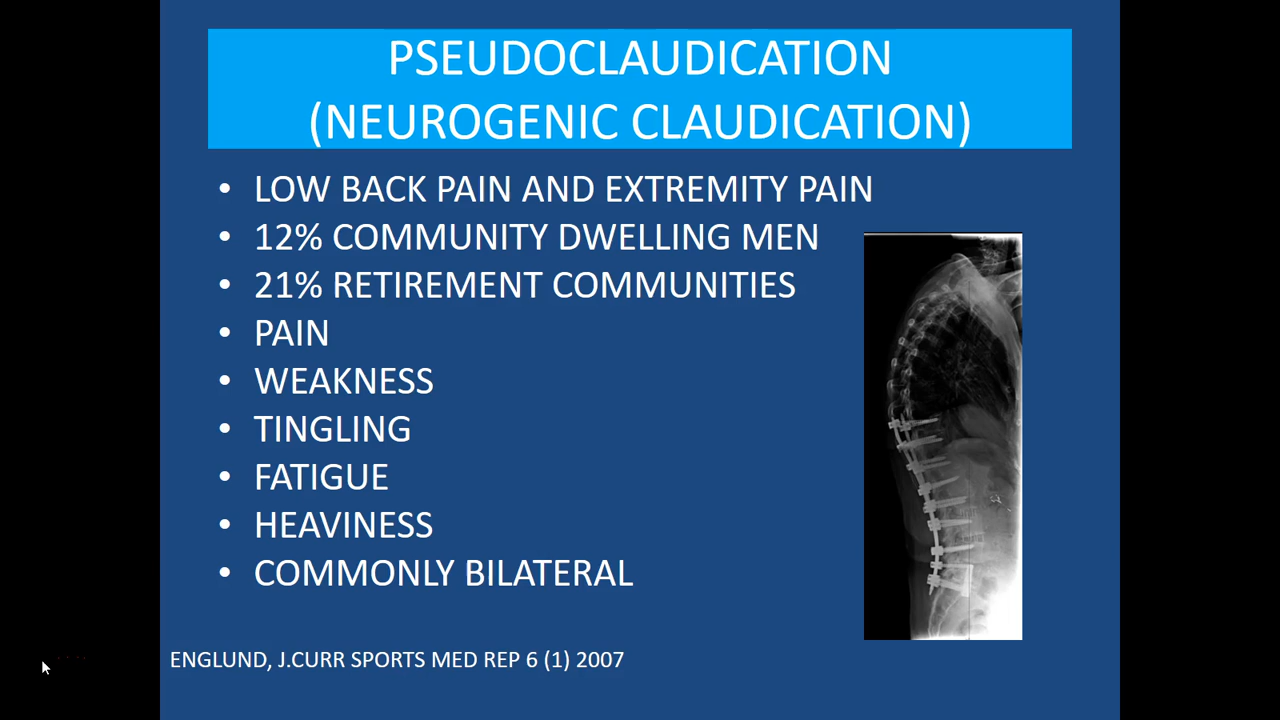 PSEUDOCLAUDICATION
(NEUROGENIC CLAUDICATION)
• LOW BACK PAIN AND EXTREMITY PAIN
• 12% COMMUNITY DWELLING MEN
• 21% RETIREMENT COMMUNITIES
• PAIN
• WEAKNESS
• TINGLING
• FATIGUE
• HEAVINESS
• COMMONLY BILATERAL
ENGLUND, J.CURR SPORTS MED REP 6 (1) 2007